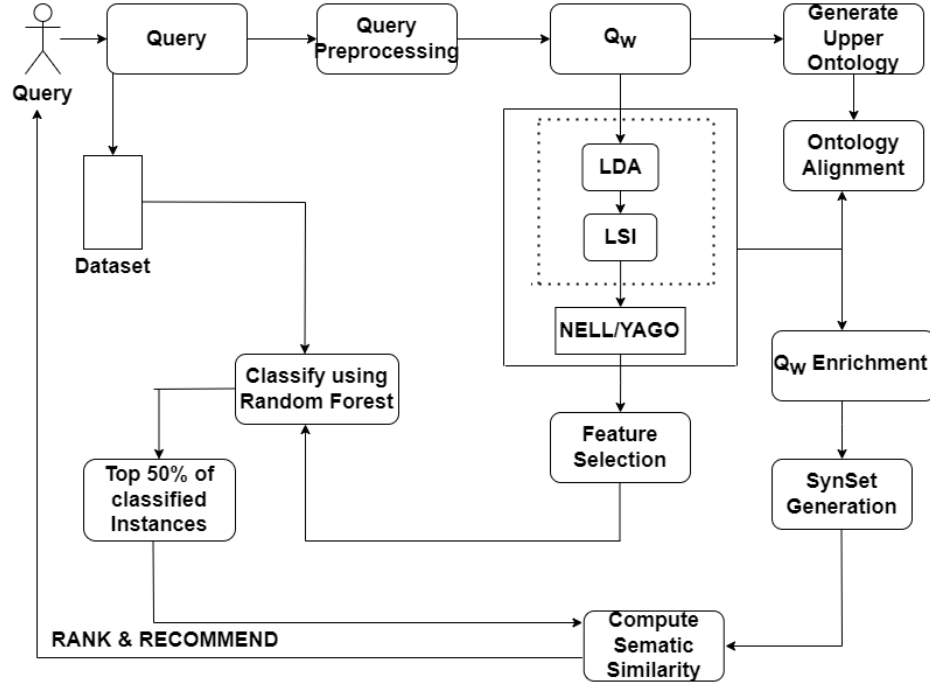 Query
Query
Query
Preprocessing
QW
Generate
Upper
Ontology
LDA
Ontology
Alignment
LSI
Dataset
NELL/YAGO
QW Enrichment
Classify using
Random Forest
Feature
Selection
Top 50% of
classified
Instances
SynSet
Generation
RANK & RECOMMEND
Compute
Sematic
Similarity